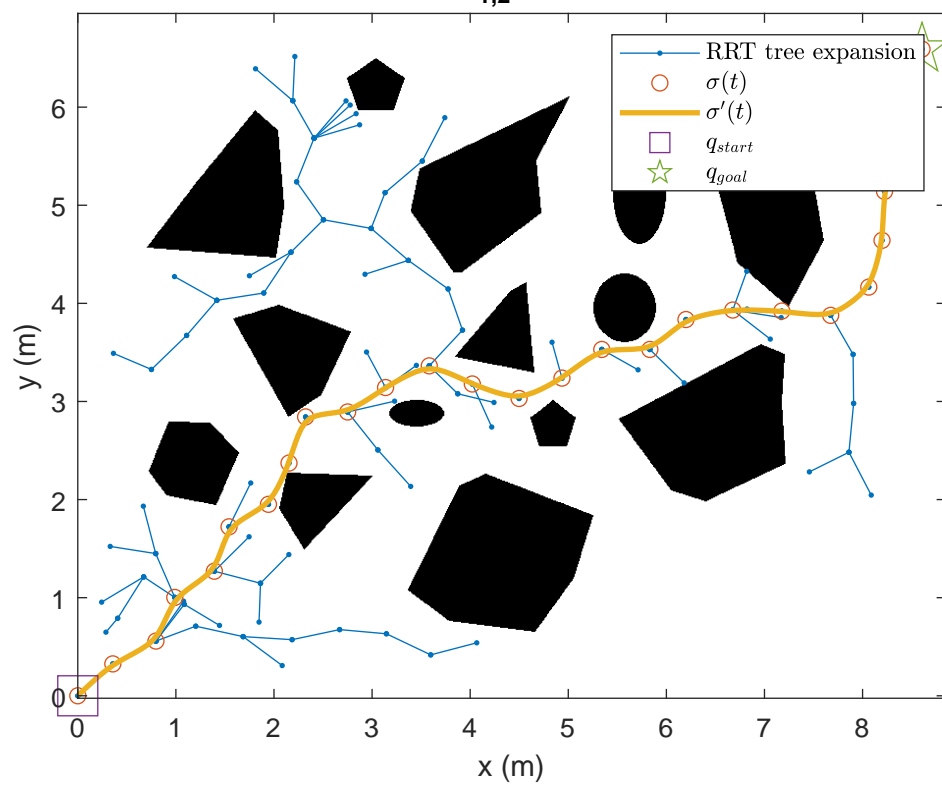 RRT tree expansion
σ(t)
σ′(t)
q_start
q_goal
6
5
4
3
2
1
0
y (m)
0 1 2 3 4 5 6 7 8
x (m)